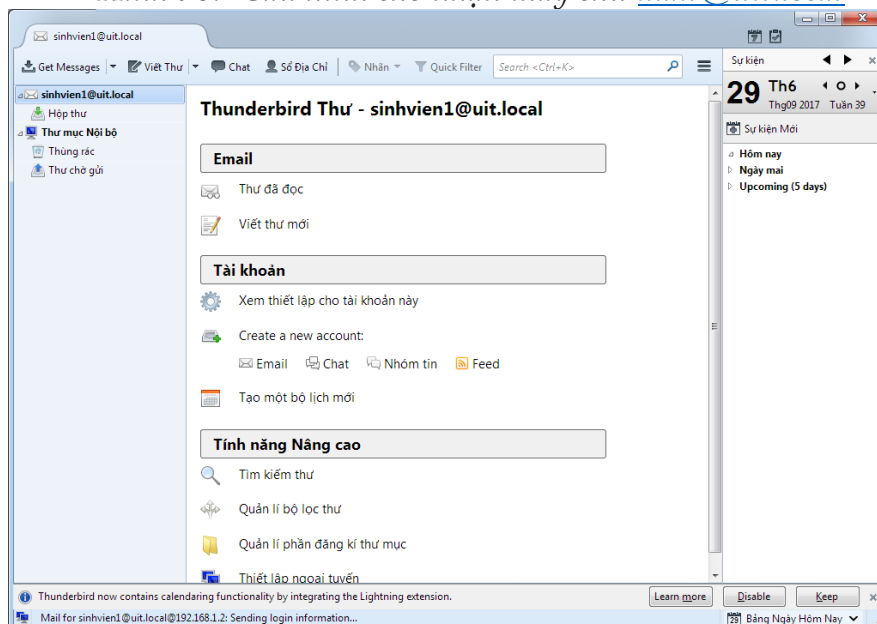 sinhvien1@uit.local
Get Messages
Viết Thư
Chat
Sổ Địa Chỉ
Nhãn
Quick Filter
Search <Ctrl+K>
sinhvien1@uit.local
Hộp thư
Thư mục Nội bộ
Thùng rác
Thư chờ gửi
Thunderbird Thư - sinhvien1@uit.local
Email
Thư đã đọc
Viết thư mới
Tài khoản
Xem thiết lập cho tài khoản này
Create a new account:
Email Chat Nhóm tin Feed
Tạo một bộ lịch mới
Tính năng Nâng cao
Tìm kiếm thư
Quản lí bộ lọc thư
Quản lí phần đăng kí thư mục
Thiết lập ngoại tuyến
Sự kiện
29 Th6
Thg09 2017 Tuần 39
Sự kiện Mới
Hôm nay
Ngày mai
Upcoming (5 days)
Thunderbird now contains calendaring functionality by integrating the Lightning extension.
Learn more
Disable
Keep
Mail for sinhvien1@uit.local@192.168.1.2: Sending login information...
Bảng Ngày Hôm Nay